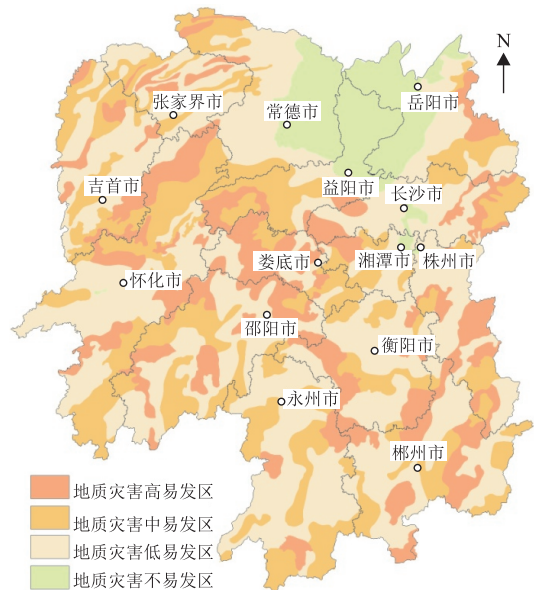 N
张家界市
常德市
岳阳市
吉首市
益阳市
长沙市
娄底市
湘潭市
株州市
怀化市
邵阳市
衡阳市
永州市
郴州市
地质灾害高易发区
地质灾害中易发区
地质灾害低易发区
地质灾害不易发区